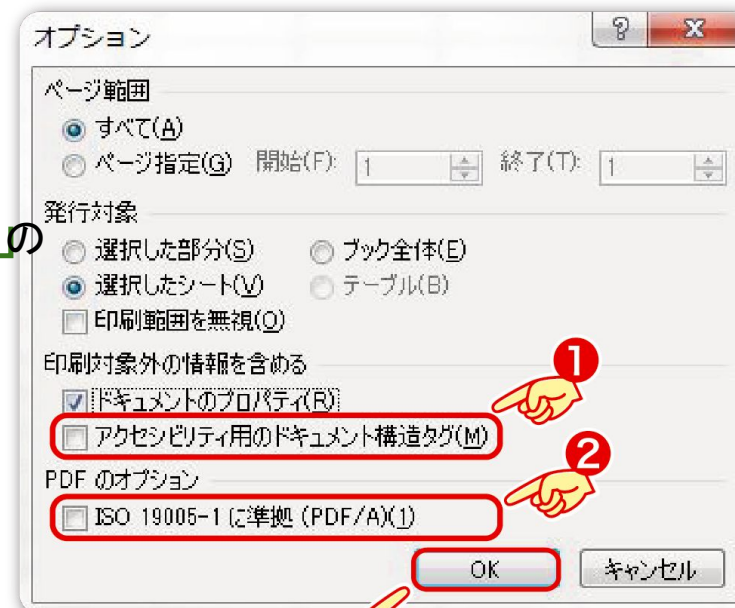 オプション
ページ範囲
すべて(A)
ページ指定(G) 開始(F): 1 終了(T): 1
発行対象
の
選択した部分(S) ブック全体(E)
選択したシート(V) テーブル(B)
印刷範囲を無視(O)
印刷対象外の情報を含める
1
ドキュメントのプロパティ(R)
アクセシビリティ用のドキュメント構造タグ(M)
2
PDF のオプション
ISO 19005-1 に準拠 (PDF/A)(1)
OK キャンセル